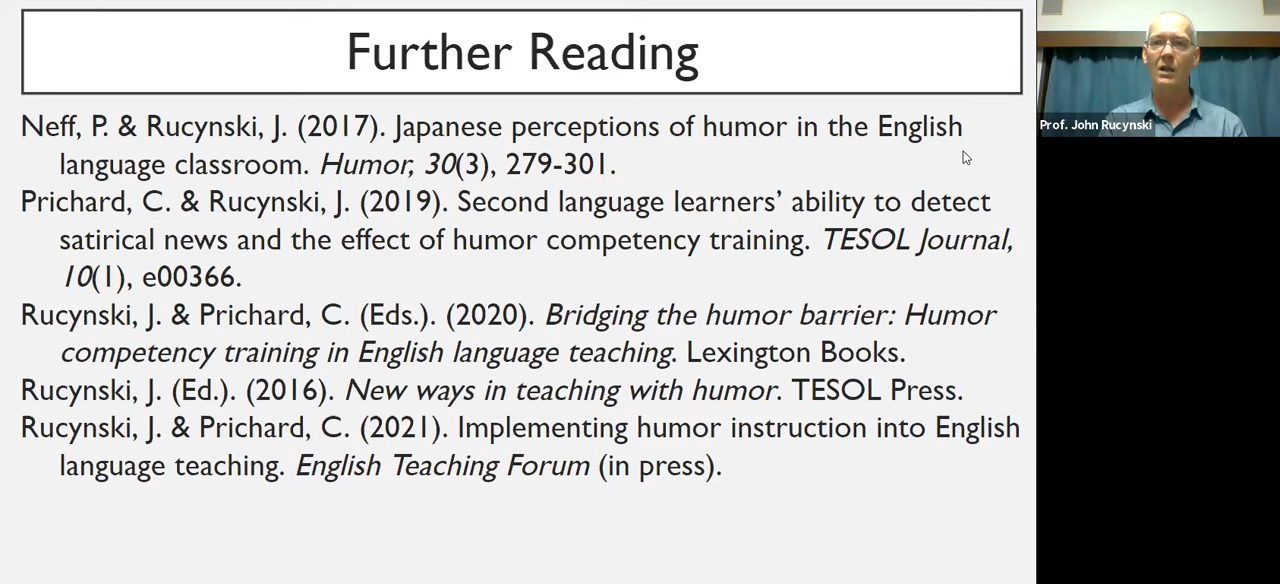 Further Reading
Neff, P. & Rucynski, J. (2017). Japanese perceptions of humor in the English
language classroom. Humor, 30(3), 279-301.
Prichard, C. & Rucynski, J. (2019). Second language learners’ ability to detect
satirical news and the effect of humor competency training. TESOL Journal,
10(1), e00366.
Rucynski, J. & Prichard, C. (Eds.). (2020). Bridging the humor barrier: Humor
competency training in English language teaching. Lexington Books.
Rucynski, J. (Ed.). (2016). New ways in teaching with humor. TESOL Press.
Rucynski, J. & Prichard, C. (2021). Implementing humor instruction into English
language teaching. English Teaching Forum (in press).
Prof. John Rucynski